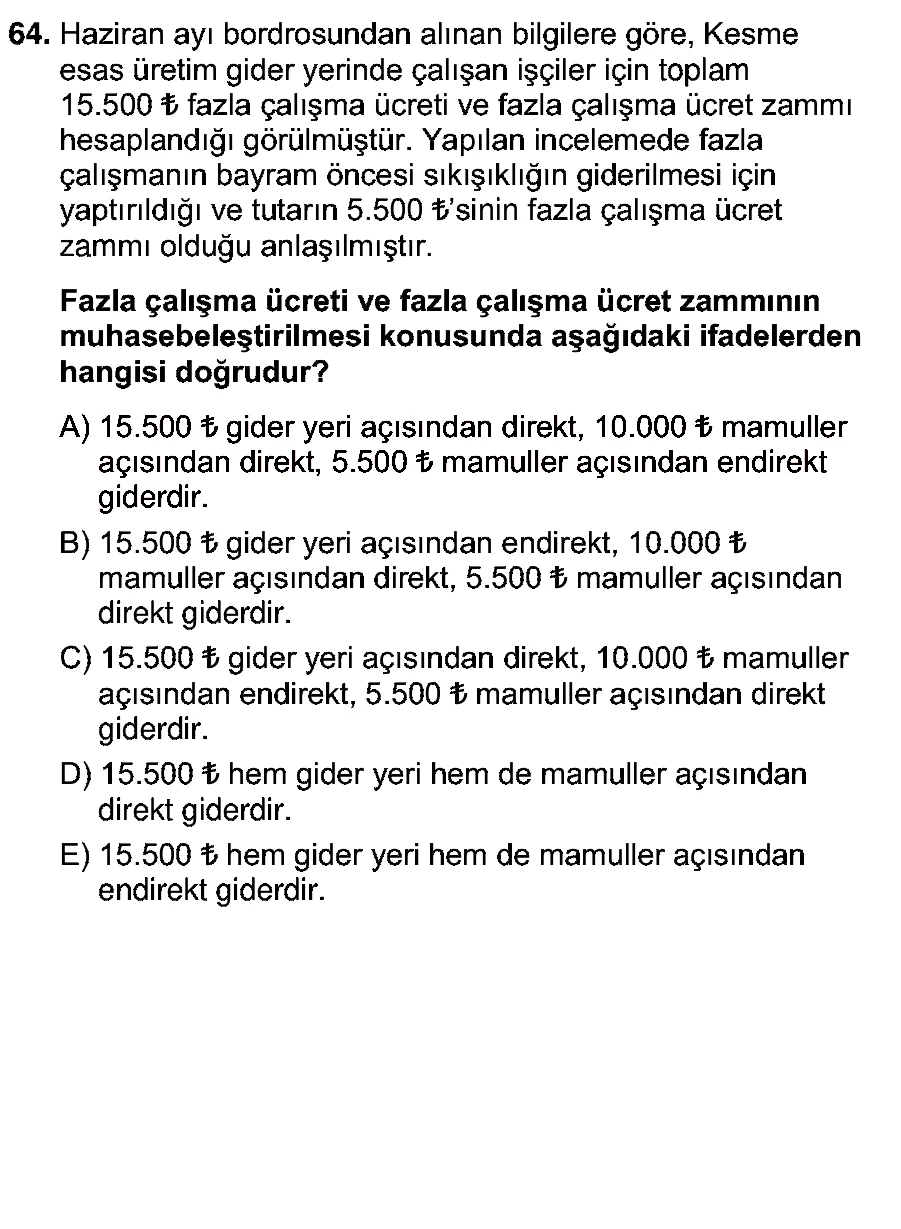 64. Haziran ayı bordrosundan alınan bilgilere göre, Kesme
esas üretim gider yerinde çalışan işçiler için toplam
15.500 ₺ fazla çalışma ücreti ve fazla çalışma ücret zammı
hesaplandığı görülmüştür. Yapılan incelemede fazla
çalışmanın bayram öncesi sıkışıklığın giderilmesi için
yaptırıldığı ve tutarın 5.500 ₺’sinin fazla çalışma ücret
zammı olduğu anlaşılmıştır.
Fazla çalışma ücreti ve fazla çalışma ücret zammının
muhasebeleştirilmesi konusunda aşağıdaki ifadelerden
hangisi doğrudur?
A) 15.500 ₺ gider yeri açısından direkt, 10.000 ₺ mamuller
açısından direkt, 5.500 ₺ mamuller açısından endirekt
giderdir.
B) 15.500 ₺ gider yeri açısından endirekt, 10.000 ₺
mamuller açısından direkt, 5.500 ₺ mamuller açısından
direkt giderdir.
C) 15.500 ₺ gider yeri açısından direkt, 10.000 ₺ mamuller
açısından endirekt, 5.500 ₺ mamuller açısından direkt
giderdir.
D) 15.500 ₺ hem gider yeri hem de mamuller açısından
direkt giderdir.
E) 15.500 ₺ hem gider yeri hem de mamuller açısından
endirekt giderdir.